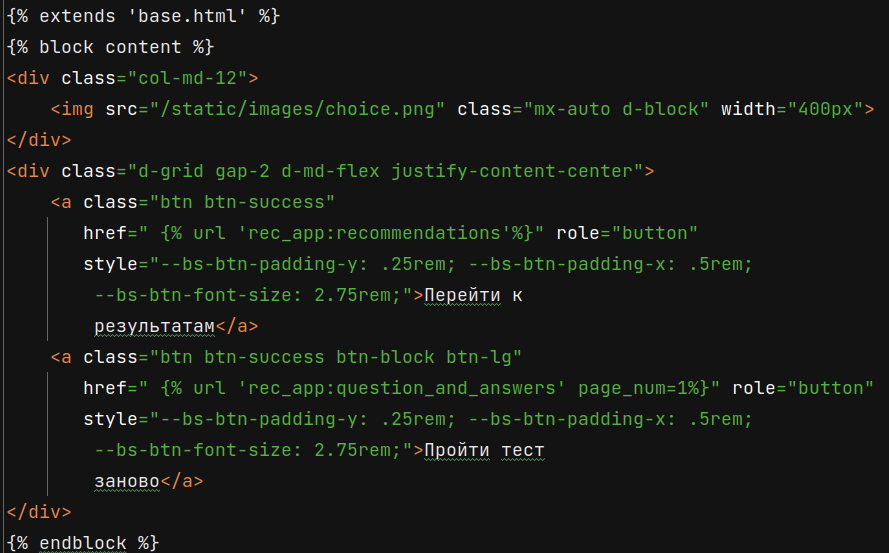 {% extends 'base.html' %}
{% block content %}
<div class="col-md-12">
    <img src="/static/images/choice.png" class="mx-auto d-block" width="400px">
</div>
<div class="d-grid gap-2 d-md-flex justify-content-center">
    <a class="btn btn-success"
       href=" {% url 'rec_app:recommendations'%}" role="button"
       style="--bs-btn-padding-y: .25rem; --bs-btn-padding-x: .5rem;
        --bs-btn-font-size: 2.75rem;">Перейти к
        результатам</a>
    <a class="btn btn-success btn-block btn-lg"
       href=" {% url 'rec_app:question_and_answers' page_num=1%}" role="button"
       style="--bs-btn-padding-y: .25rem; --bs-btn-padding-x: .5rem;
        --bs-btn-font-size: 2.75rem;">Пройти тест
        заново</a>
</div>
{% endblock %}